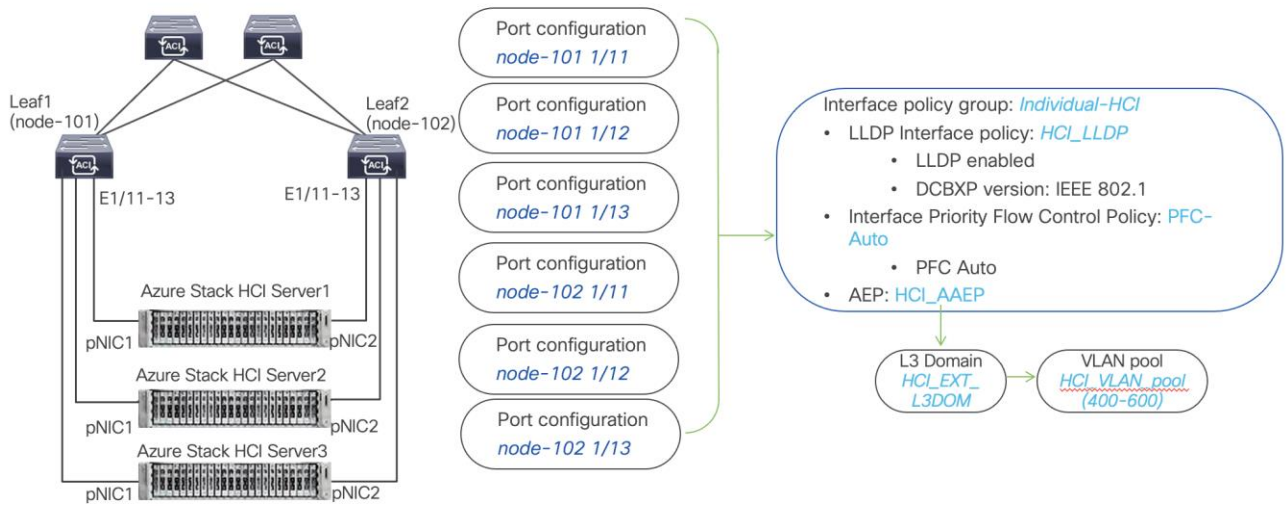 ACI
ACI
Leaf1
(node-101)
Leaf2
(node-102)
ACI
ACI
E1/11-13
E1/11-13
Azure Stack HCI Server1
pNIC1
pNIC2
Azure Stack HCI Server2
pNIC1
pNIC2
Azure Stack HCI Server3
pNIC1
pNIC2
Port configuration
node-101 1/11
Port configuration
node-101 1/12
Port configuration
node-101 1/13
Port configuration
node-102 1/11
Port configuration
node-102 1/12
Port configuration
node-102 1/13
Interface policy group: Individual-HCI
• LLDP Interface policy: HCI_LLDP
• LLDP enabled
• DCBXP version: IEEE 802.1
• Interface Priority Flow Control Policy: PFC-
Auto
• PFC Auto
• AEP: HCI_AAEP
L3 Domain
HCI_EXT_
L3DOM
VLAN pool
HCI_VLAN_pool
(400-600)